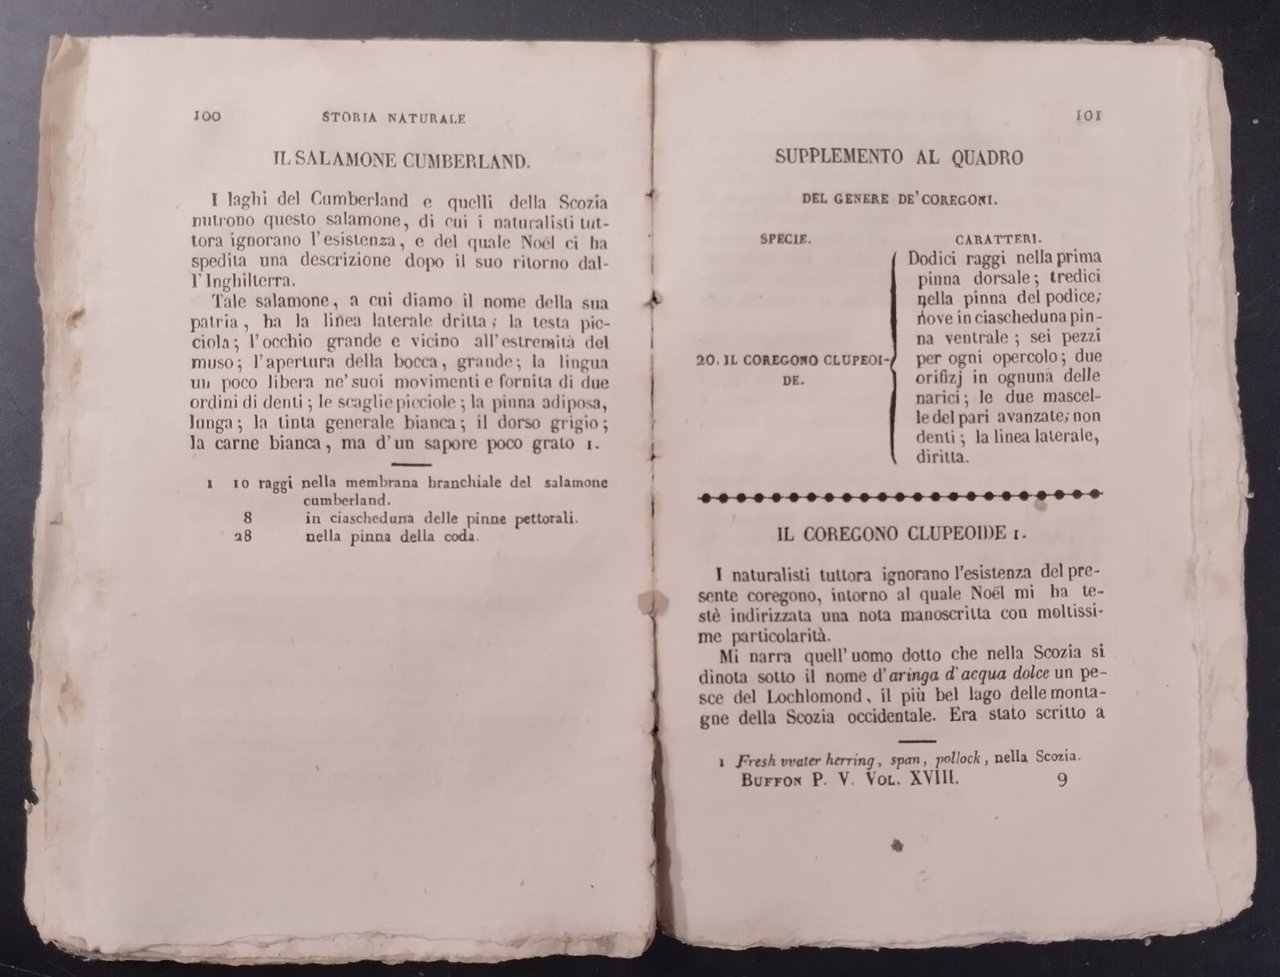 100 STORIA NATURALE
IL SALAMONE CUMBERLAND.
I laghi del Cumberland e quelli della Scozia
nutrono questo salamone, di cui i naturalisti tut-
tora ignorano l'esistenza, e del quale Noël ci ha
spedita una descrizione dopo il suo ritorno dal-
l'Inghilterra.
Tale salamone, a cui diamo il nome della sua
patria, ha la linea laterale dritta; la testa pic-
ciola; l'occhio grande e vicino all'estremità del
muso; l'apertura della bocca, grande; la lingua
un poco libera ne'suoi movimenti e fornita di due
ordini di denti; le scaglie picciole; la pinna adiposa,
lunga; la tinta generale bianca; il dorso grigio;
la carne bianca, ma d'un sapore poco grato 1.
1 10 raggi nella membrana branchiale del salamone
cumberland.
8 in ciascheduna delle pinne pettorali.
28 nella pinna della coda.
101
SUPPLEMENTO AL QUADRO
DEL GENERE DE'COREGONI.
SPECIE. CARATTERI.
20. IL COREGONO CLUPEOI-
DE.
Dodici raggi nella prima
pinna dorsale; tredici
nella pinna del podice;
nove in ciascheduna pin-
na ventrale; sei pezzi
per ogni opercolo; due
orifizj in ognuna delle
narici; le due mascel-
le del pari avanzate; non
denti; la linea laterale,
diritta.
IL COREGONO CLUPEOIDE 1.
I naturalisti tuttora ignorano l'esistenza del pre-
sente coregono, intorno al quale Noël mi ha te-
stè indirizzata una nota manoscritta con moltissi-
me particolarità.
Mi narra quell'uomo dotto che nella Scozia si
dinota sotto il nome d'aringa d'acqua dolce un pe-
sce del Lochlomond, il più bel lago delle monta-
gne della Scozia occidentale. Era stato scritto a
1 Fresh vvater herring, span, pollock, nella Scozia.
BUFFON P. V. VOL. XVIII. 9